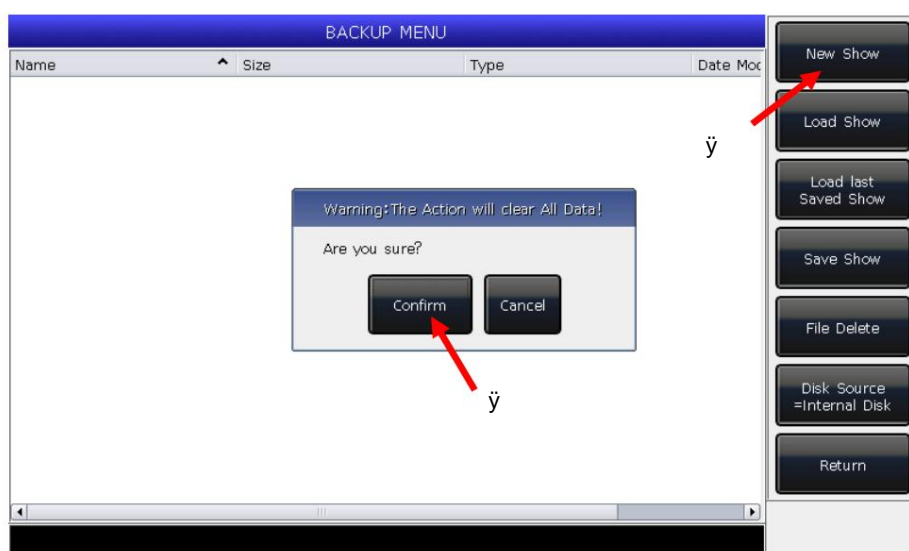 BACKUP MENU
Name Size Type Date Moc
Warning:The Action will clear All Data!
Are you sure?
Confirm Cancel
ÿ
ÿ
New Show
Load Show
Load last
Saved Show
Save Show
File Delete
Disk Source
=Internal Disk
Return